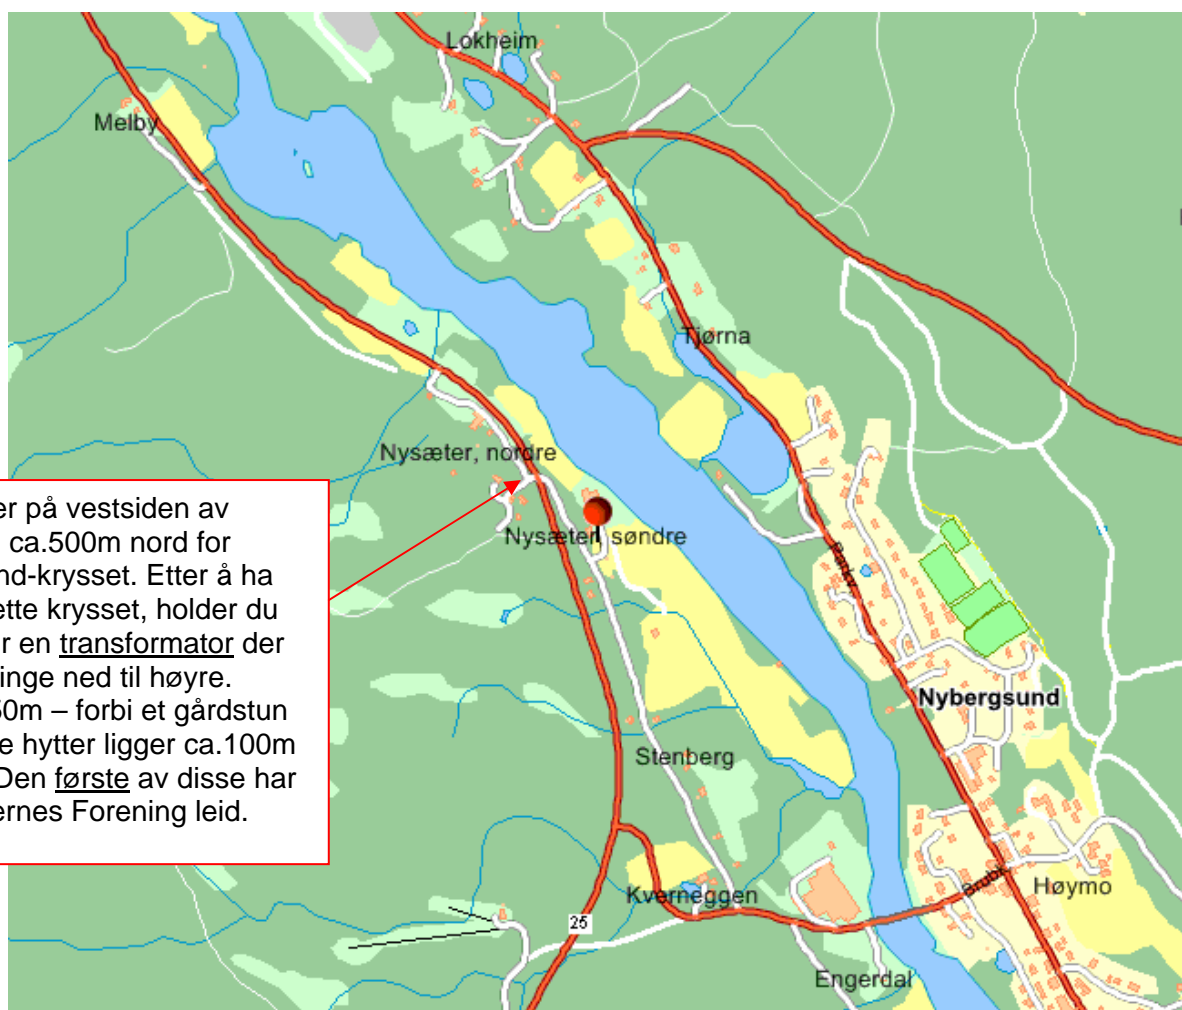 Lokheim
Melby
Tjørna
Nysæter, nordre
Nysæter, søndre
er på vestsiden av
ca.500m nord for
nd-krysset. Etter å ha
ette krysset, holder du
r en transformator der
inge ned til høyre.
50m – forbi et gårdstun
e hytter ligger ca.100m
Den første av disse har
ernes Forening leid.
Nybergsund
Stenberg
Kverneggen
Brubk
Høymo
25
Engerdal